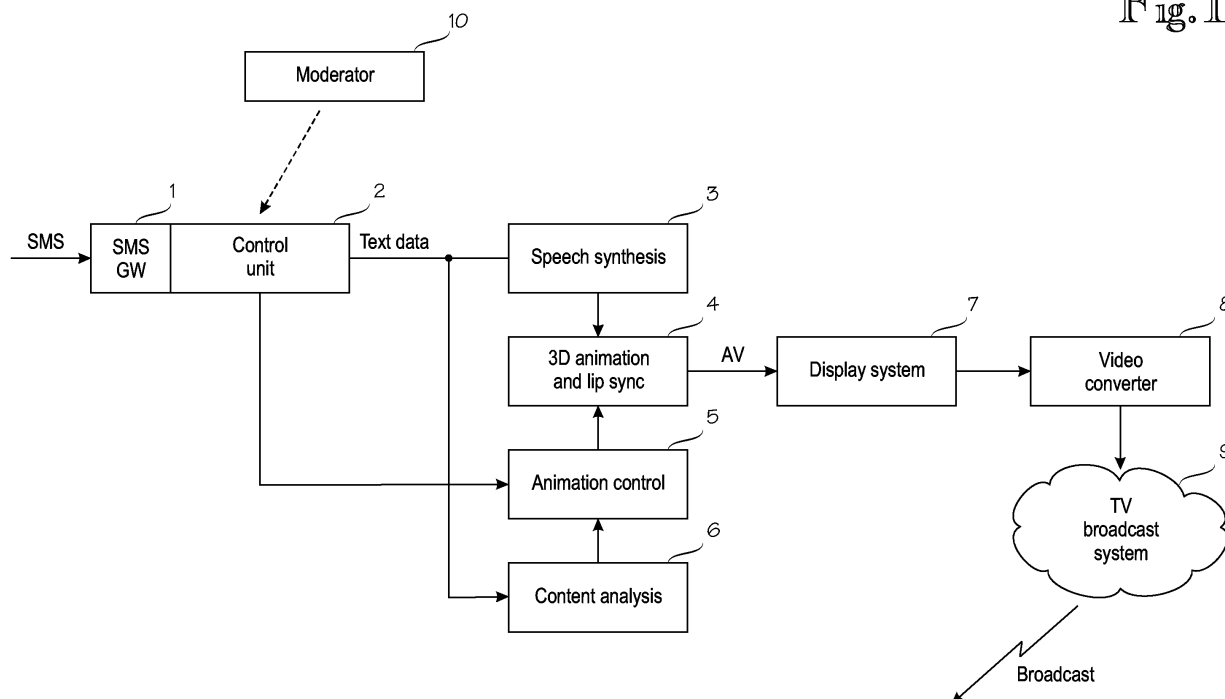 Fig. 1
10
Moderator
1
2
3
SMS
SMS
GW
Control
unit
Text data
Speech synthesis
4
7
8
3D animation
and lip sync
AV
Display system
Video
converter
5
9
Animation control
TV
broadcast
system
6
Content analysis
Broadcast